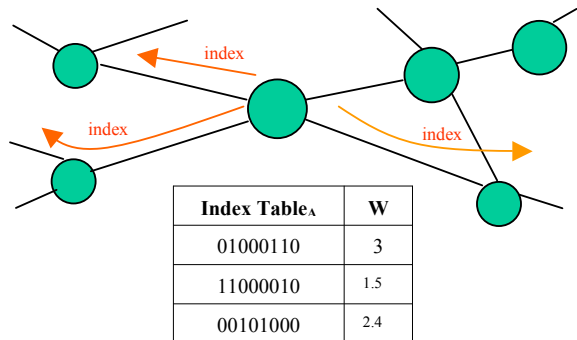 index
index
index
Index TableA W
01000110 3
11000010 1.5
00101000 2.4